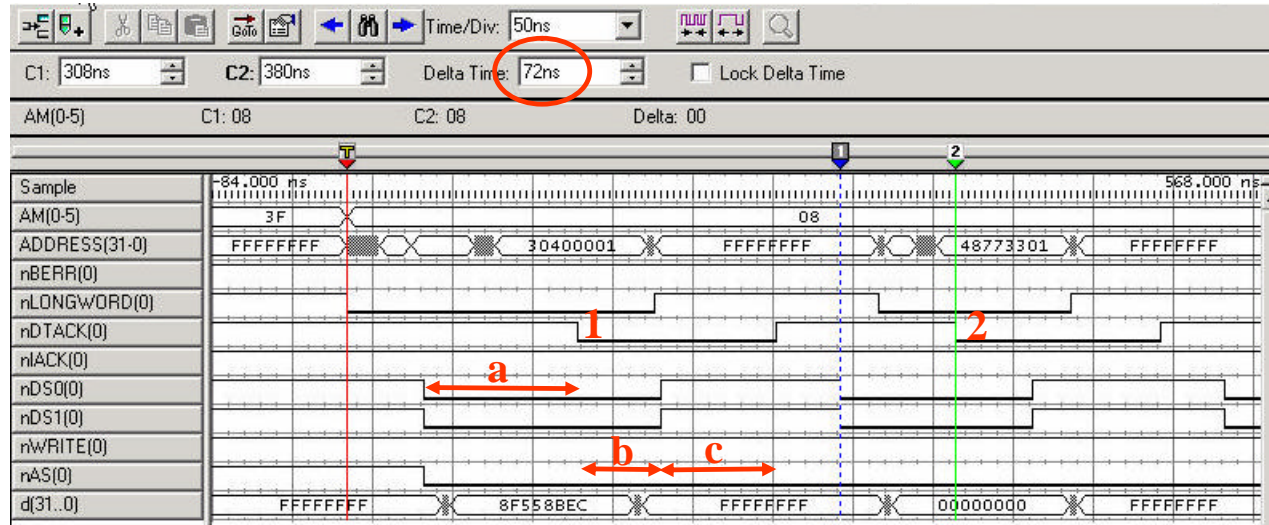 GoTo Time/Div: 50ns
C1: 308ns C2: 380ns Delta Time: 72ns Lock Delta Time
AM(0-5) C1: 08 C2: 08 Delta: 00
T 1 2
Sample -84.000 ns 568.000 ns
AM(0-5) 3F 08
ADDRESS(31-0) FFFFFFFF 30400001 FFFFFFFF 48773301 FFFFFFFF
nBERR(0)
nLONGWORD(0)
nDTACK(0) 1 2
nIACK(0)
nDS0(0) a
nDS1(0)
nWRITE(0)
nAS(0) b c
d(31..0) FFFFFFFF 8F558BEC FFFFFFFF 00000000 FFFFFFFF